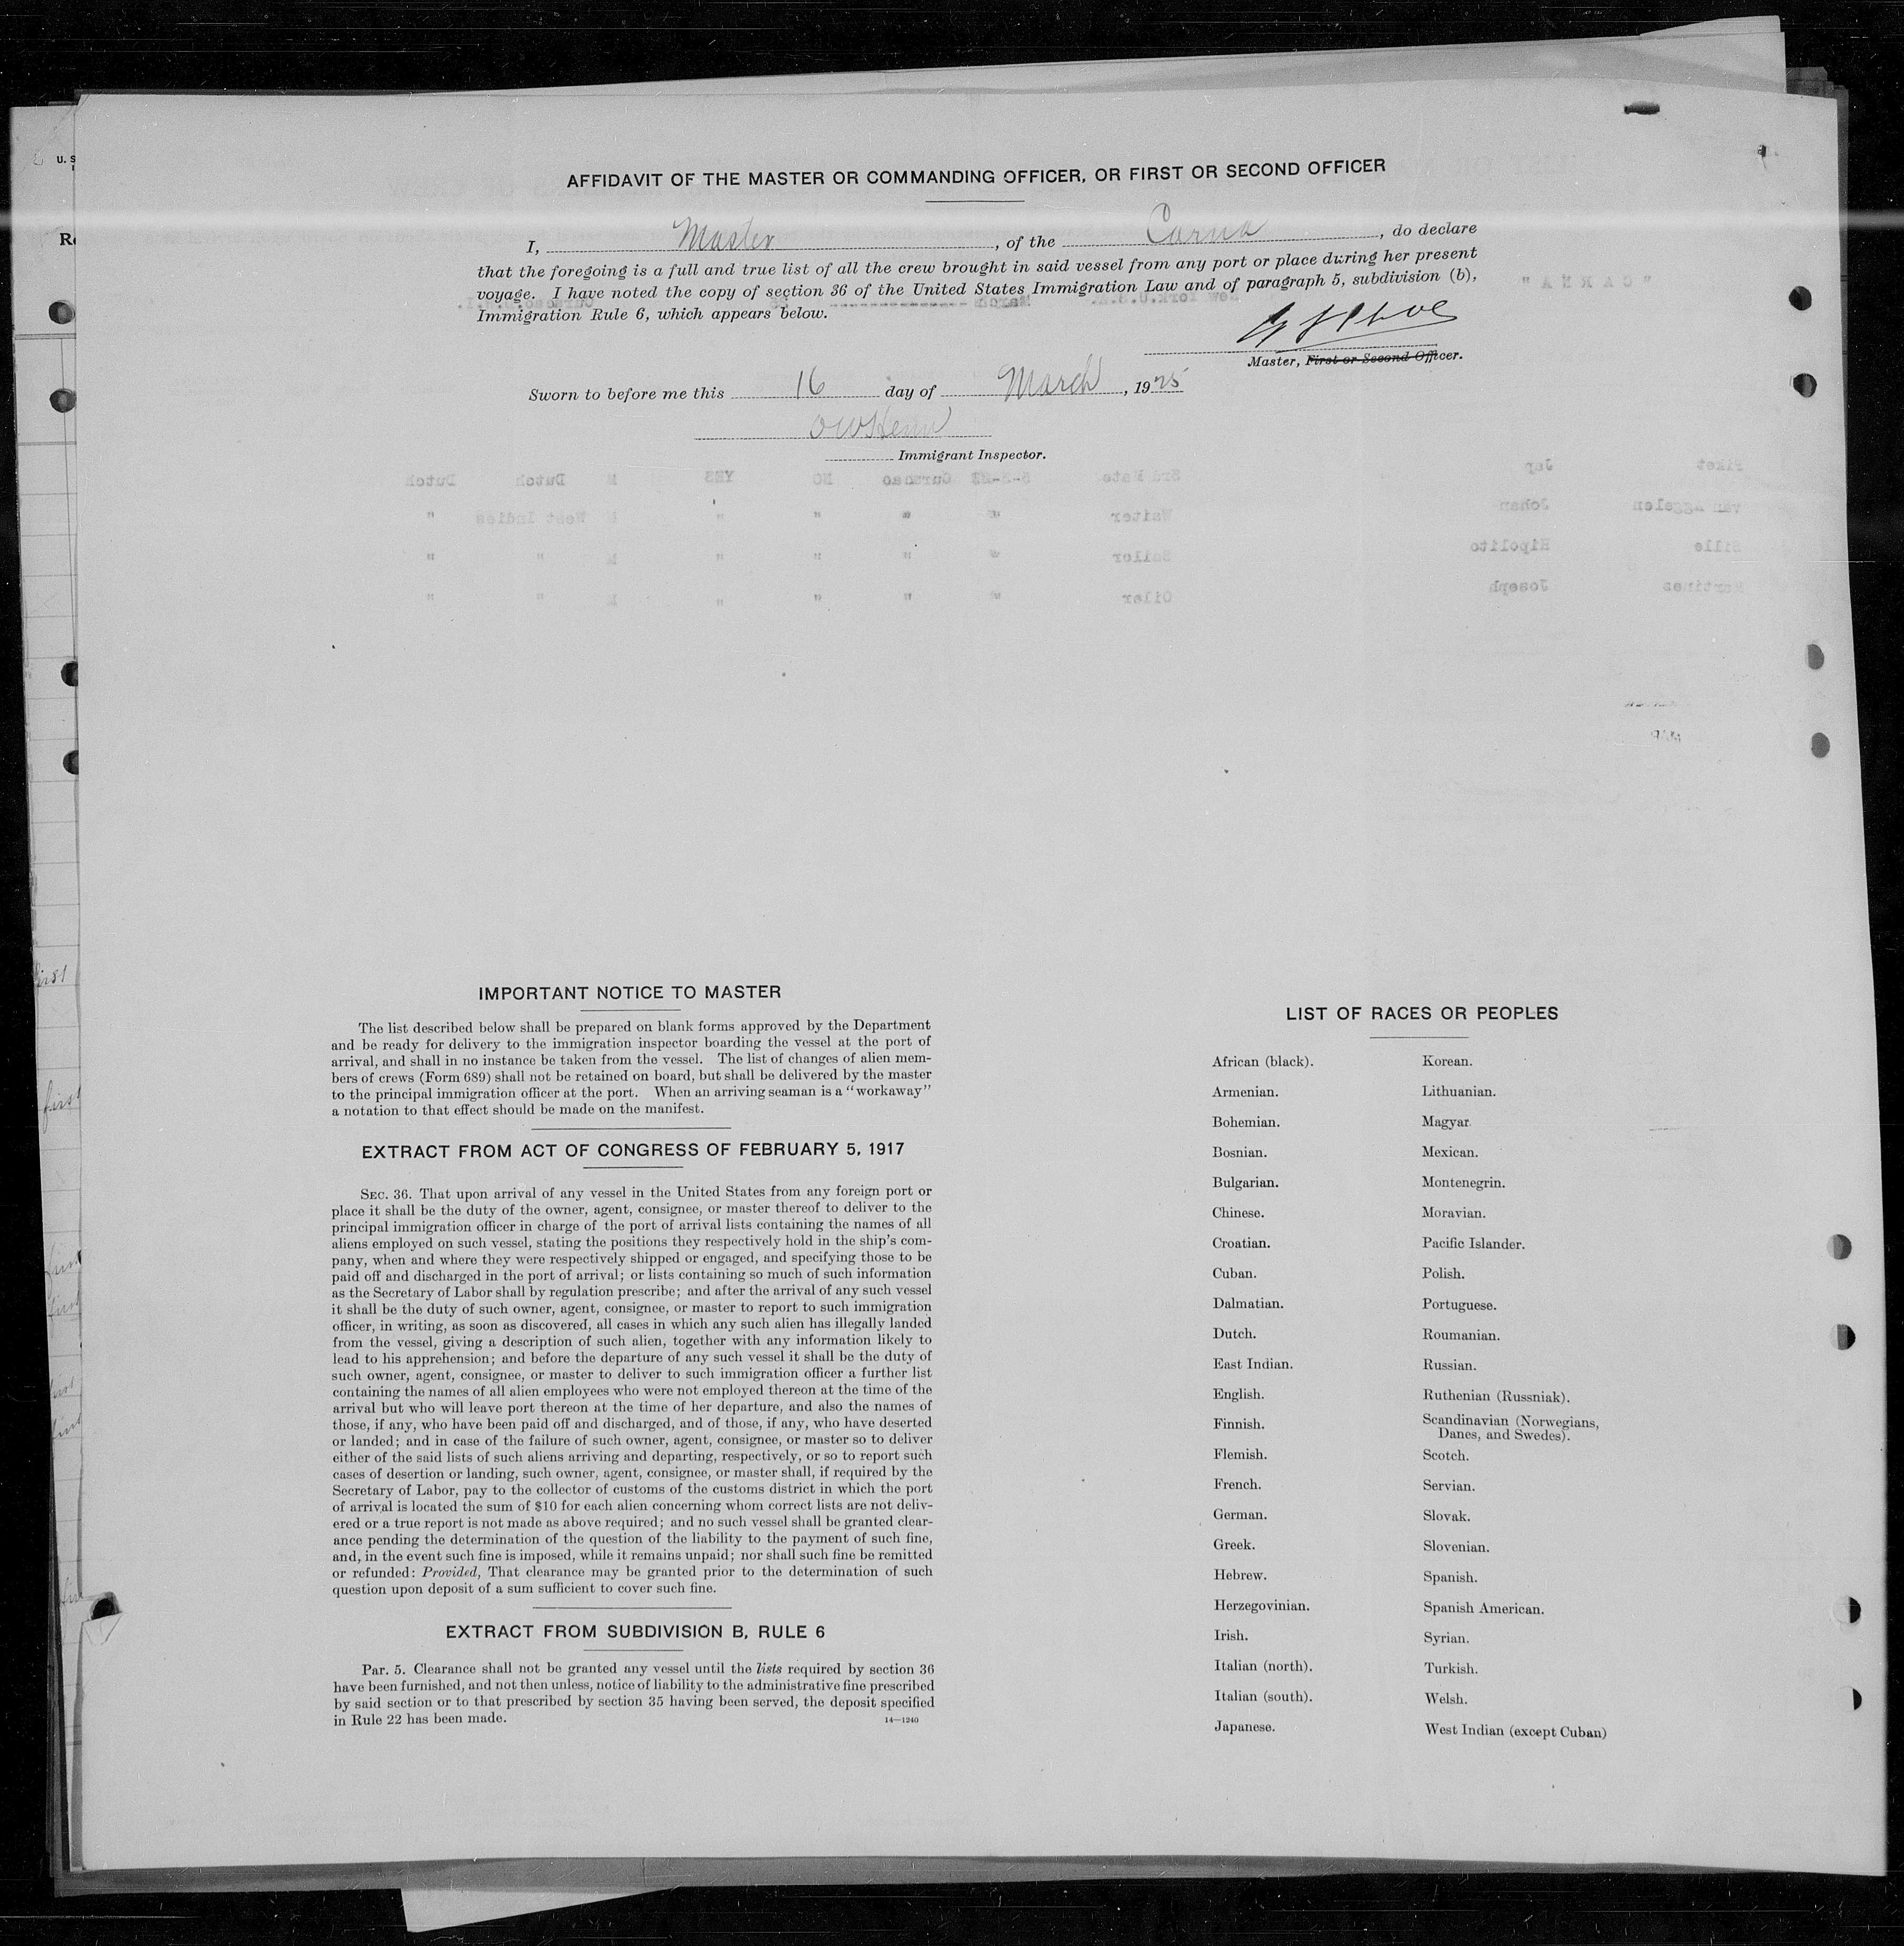 AFFIDAVIT OF THE MASTER OR COMMANDING OFFICER, OR FIRST OR SECOND OFFICER
I, Master, of the Carna, do declare
that the foregoing is a full and true list of all the crew brought in said vessel from any port or place during her present
voyage. I have noted the copy of section 36 of the United States Immigration Law and of paragraph 5, subdivision (b),
Immigration Rule 6, which appears below.
Master, First or Second Officer.
Sworn to before me this 16 day of March, 1925
Immigrant Inspector.
IMPORTANT NOTICE TO MASTER
The list described below shall be prepared on blank forms approved by the Department
and be ready for delivery to the immigration inspector boarding the vessel at the port of
arrival, and shall in no instance be taken from the vessel. The list of changes of alien mem-
bers of crews (Form 689) shall not be retained on board, but shall be delivered by the master
to the principal immigration officer at the port. When an arriving seaman is a "workaway"
a notation to that effect should be made on the manifest.
EXTRACT FROM ACT OF CONGRESS OF FEBRUARY 5, 1917
SEC. 36. That upon arrival of any vessel in the United States from any foreign port or
place it shall be the duty of the owner, agent, consignee, or master thereof to deliver to the
principal immigration officer in charge of the port of arrival lists containing the names of all
aliens employed on such vessel, stating the positions they respectively hold in the ship's com-
pany, when and where they were respectively shipped or engaged, and specifying those to be
paid off and discharged in the port of arrival; or lists containing so much of such information
as the Secretary of Labor shall by regulation prescribe; and after the arrival of any such vessel
it shall be the duty of such owner, agent, consignee, or master to report to such immigration
officer, in writing, as soon as discovered, all cases in which any such alien has illegally landed
from the vessel, giving a description of such alien, together with any information likely to
lead to his apprehension; and before the departure of any such vessel it shall be the duty of
such owner, agent, consignee, or master to deliver to such immigration officer a further list
containing the names of all alien employees who were not employed thereon at the time of the
arrival but who will leave port thereon at the time of her departure, and also the names of
those, if any, who have been paid off and discharged, and of those, if any, who have deserted
or landed; and in case of the failure of such owner, agent, consignee, or master so to deliver
either of the said lists of such aliens arriving and departing, respectively, or so to report such
cases of desertion or landing, such owner, agent, consignee, or master shall, if required by the
Secretary of Labor, pay to the collector of customs of the customs district in which the port
of arrival is located the sum of $10 for each alien concerning whom correct lists are not deliv-
ered or a true report is not made as above required; and no such vessel shall be granted clear-
ance pending the determination of the question of the liability to the payment of such fine,
and, in the event such fine is imposed, while it remains unpaid; nor shall such fine be remitted
or refunded: Provided, That clearance may be granted prior to the determination of such
question upon deposit of a sum sufficient to cover such fine.
EXTRACT FROM SUBDIVISION B, RULE 6
Par. 5. Clearance shall not be granted any vessel until the lists required by section 36
have been furnished, and not then unless, notice of liability to the administrative fine prescribed
by said section or to that prescribed by section 35 having been served, the deposit specified
in Rule 22 has been made.
14—1240
LIST OF RACES OR PEOPLES
African (black).
Armenian.
Bohemian.
Bosnian.
Bulgarian.
Chinese.
Croatian.
Cuban.
Dalmatian.
Dutch.
East Indian.
English.
Finnish.
Flemish.
French.
German.
Greek.
Hebrew.
Herzegovinian.
Irish.
Italian (north).
Italian (south).
Japanese.
Korean.
Lithuanian.
Magyar.
Mexican.
Montenegrin.
Moravian.
Pacific Islander.
Polish.
Portuguese.
Roumanian.
Russian.
Ruthenian (Russniak).
Scandinavian (Norwegians,
Danes, and Swedes).
Scotch.
Servian.
Slovak.
Slovenian.
Spanish.
Spanish American.
Syrian.
Turkish.
Welsh.
West Indian (except Cuban)